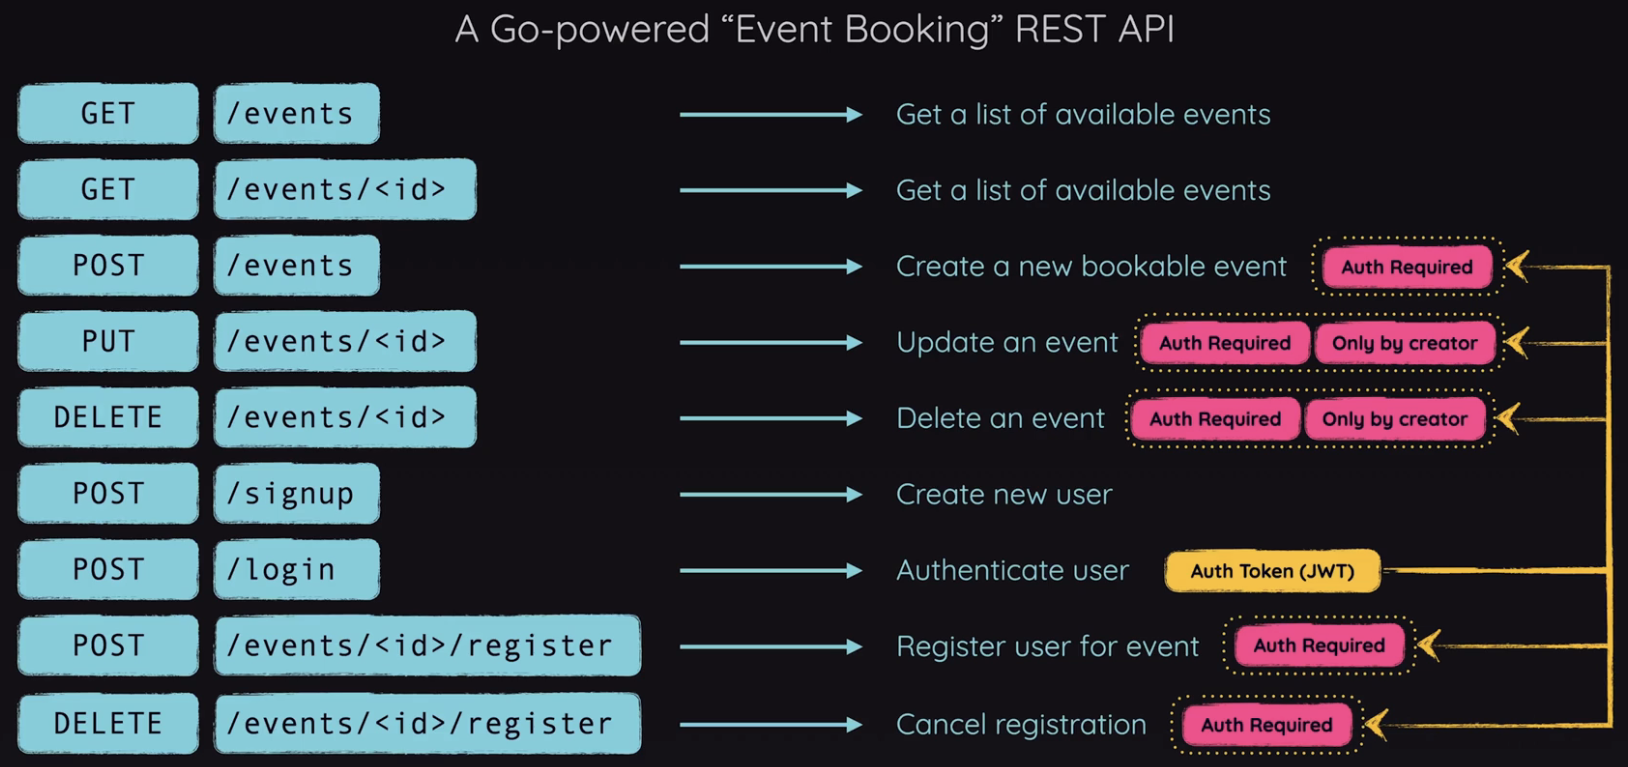 A Go-powered “Event Booking” REST API
GET /events Get a list of available events
GET /events/<id> Get a list of available events
POST /events Create a new bookable event Auth Required
PUT /events/<id> Update an event Auth Required Only by creator
DELETE /events/<id> Delete an event Auth Required Only by creator
POST /signup Create new user
POST /login Authenticate user Auth Token (JWT)
POST /events/<id>/register Register user for event Auth Required
DELETE /events/<id>/register Cancel registration Auth Required